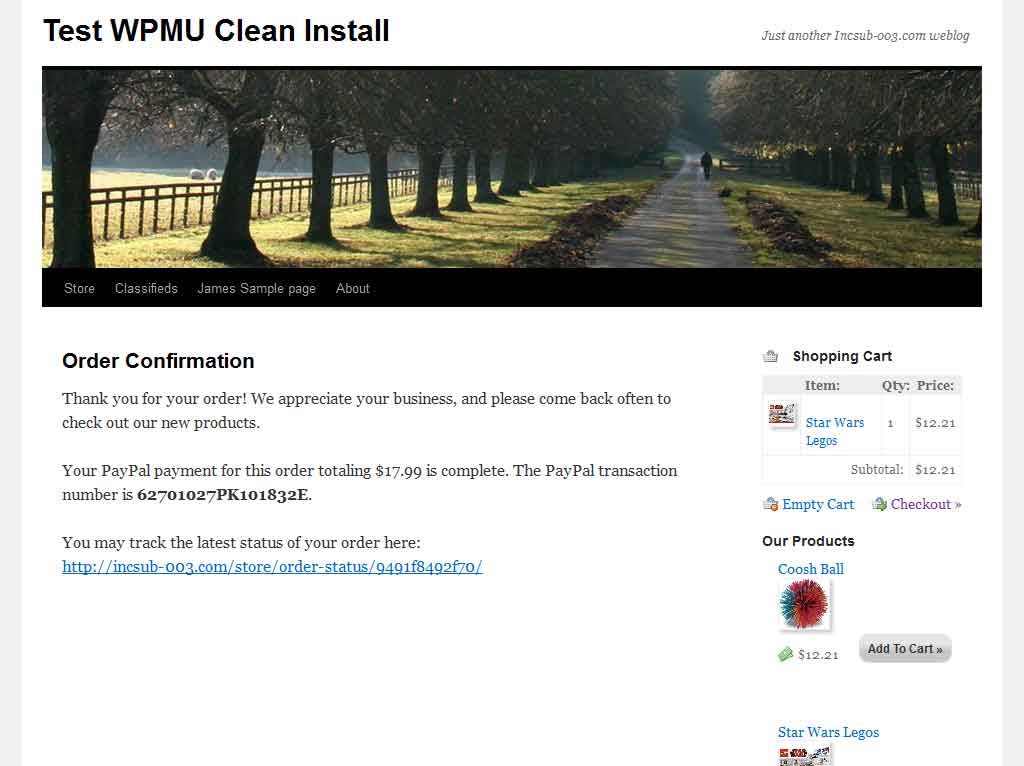 Test WPMU Clean Install
Just another Incsub-003.com weblog
Store Classifieds James Sample page About
Order Confirmation
Thank you for your order! We appreciate your business, and please come back often to
check out our new products.
Your PayPal payment for this order totaling $17.99 is complete. The PayPal transaction
number is 62701027PK101832E.
You may track the latest status of your order here:
http://incsub-003.com/store/order-status/9491f8492f70/
Shopping Cart
Item: Qty: Price:
Star Wars
Legos
1 $12.21
Subtotal: $12.21
Empty Cart Checkout »
Our Products
Coosh Ball
$12.21 Add To Cart »
Star Wars Legos